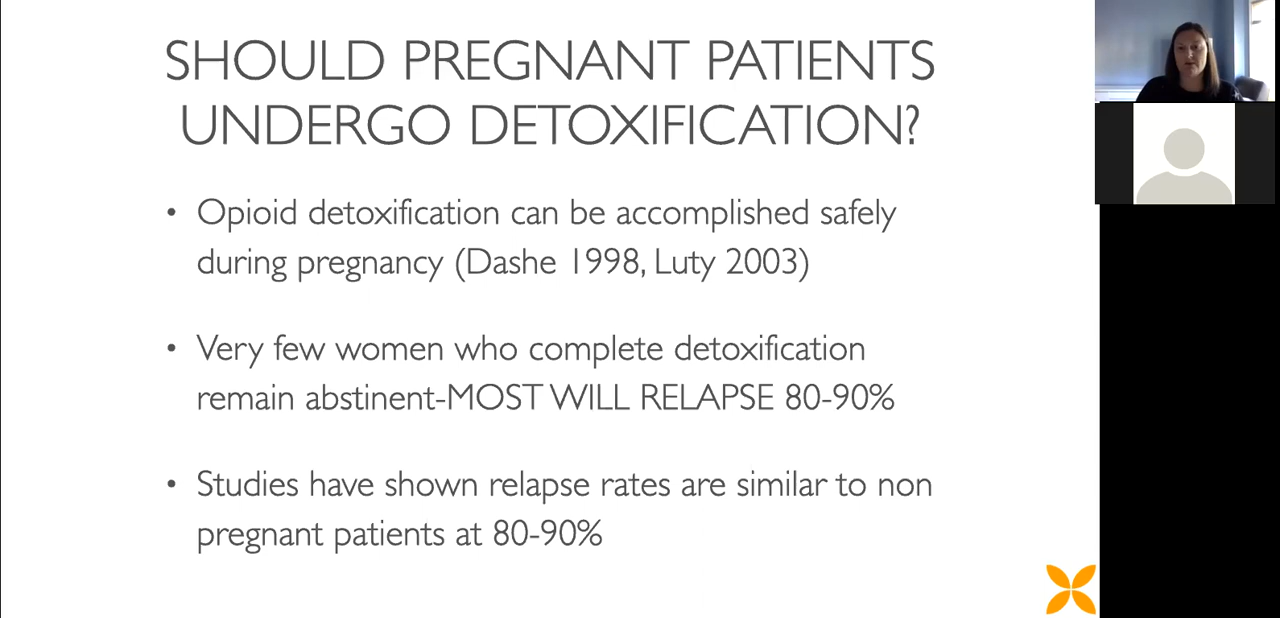 SHOULD PREGNANT PATIENTS
UNDERGO DETOXIFICATION?
• Opioid detoxification can be accomplished safely
during pregnancy (Dashe 1998, Luty 2003)
• Very few women who complete detoxification
remain abstinent-MOST WILL RELAPSE 80-90%
• Studies have shown relapse rates are similar to non
pregnant patients at 80-90%